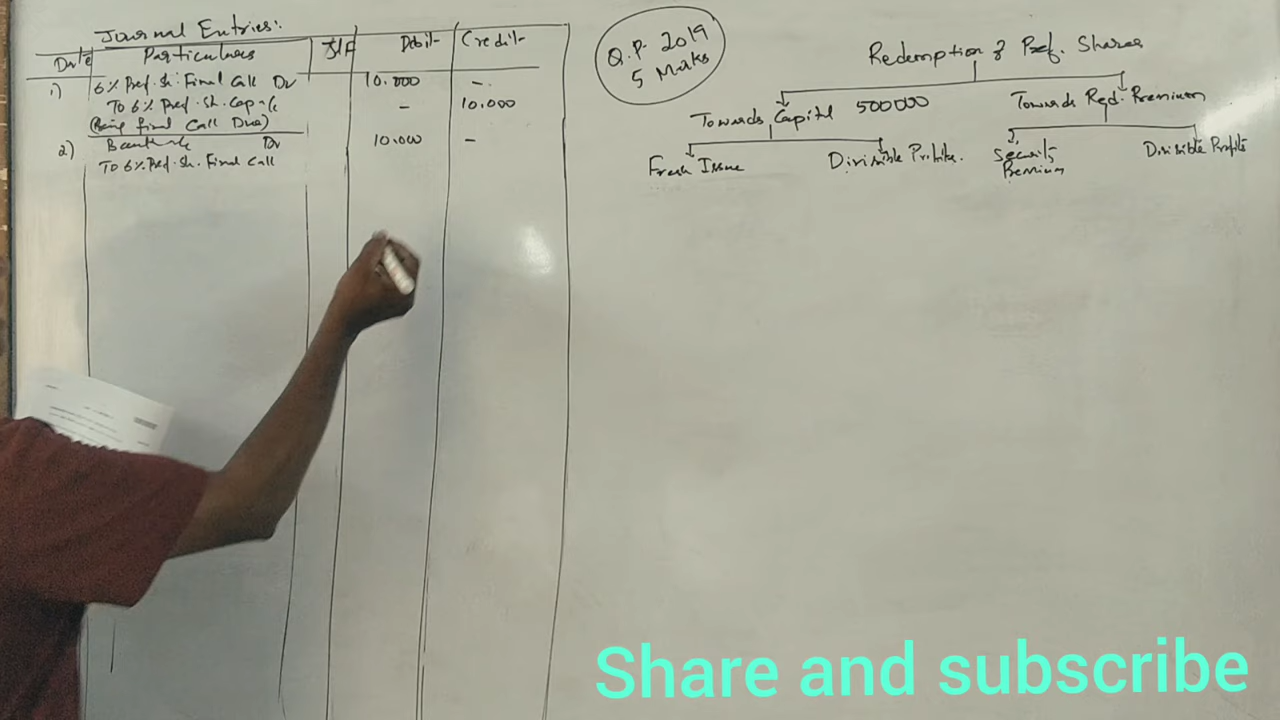 Journal Entries:
Date Particulars J/F Debit Credit
1) 6% Pref. Sh. Final Call Dr 10.000 -.
To 6% Pref. Sh. Cap A/c - 10.000
(Being final Call Due)
2) Bank A/c Dr 10.000 -
To 6% Pref. Sh. Final Call
Q.P. 2019
5 Marks
Redemption of Pref. Shares
Towards Capital 500000
Towards Red. Premium
Fresh Issue
Divisible Profits.
Security
Premium
Divisible Profits
Share and subscribe